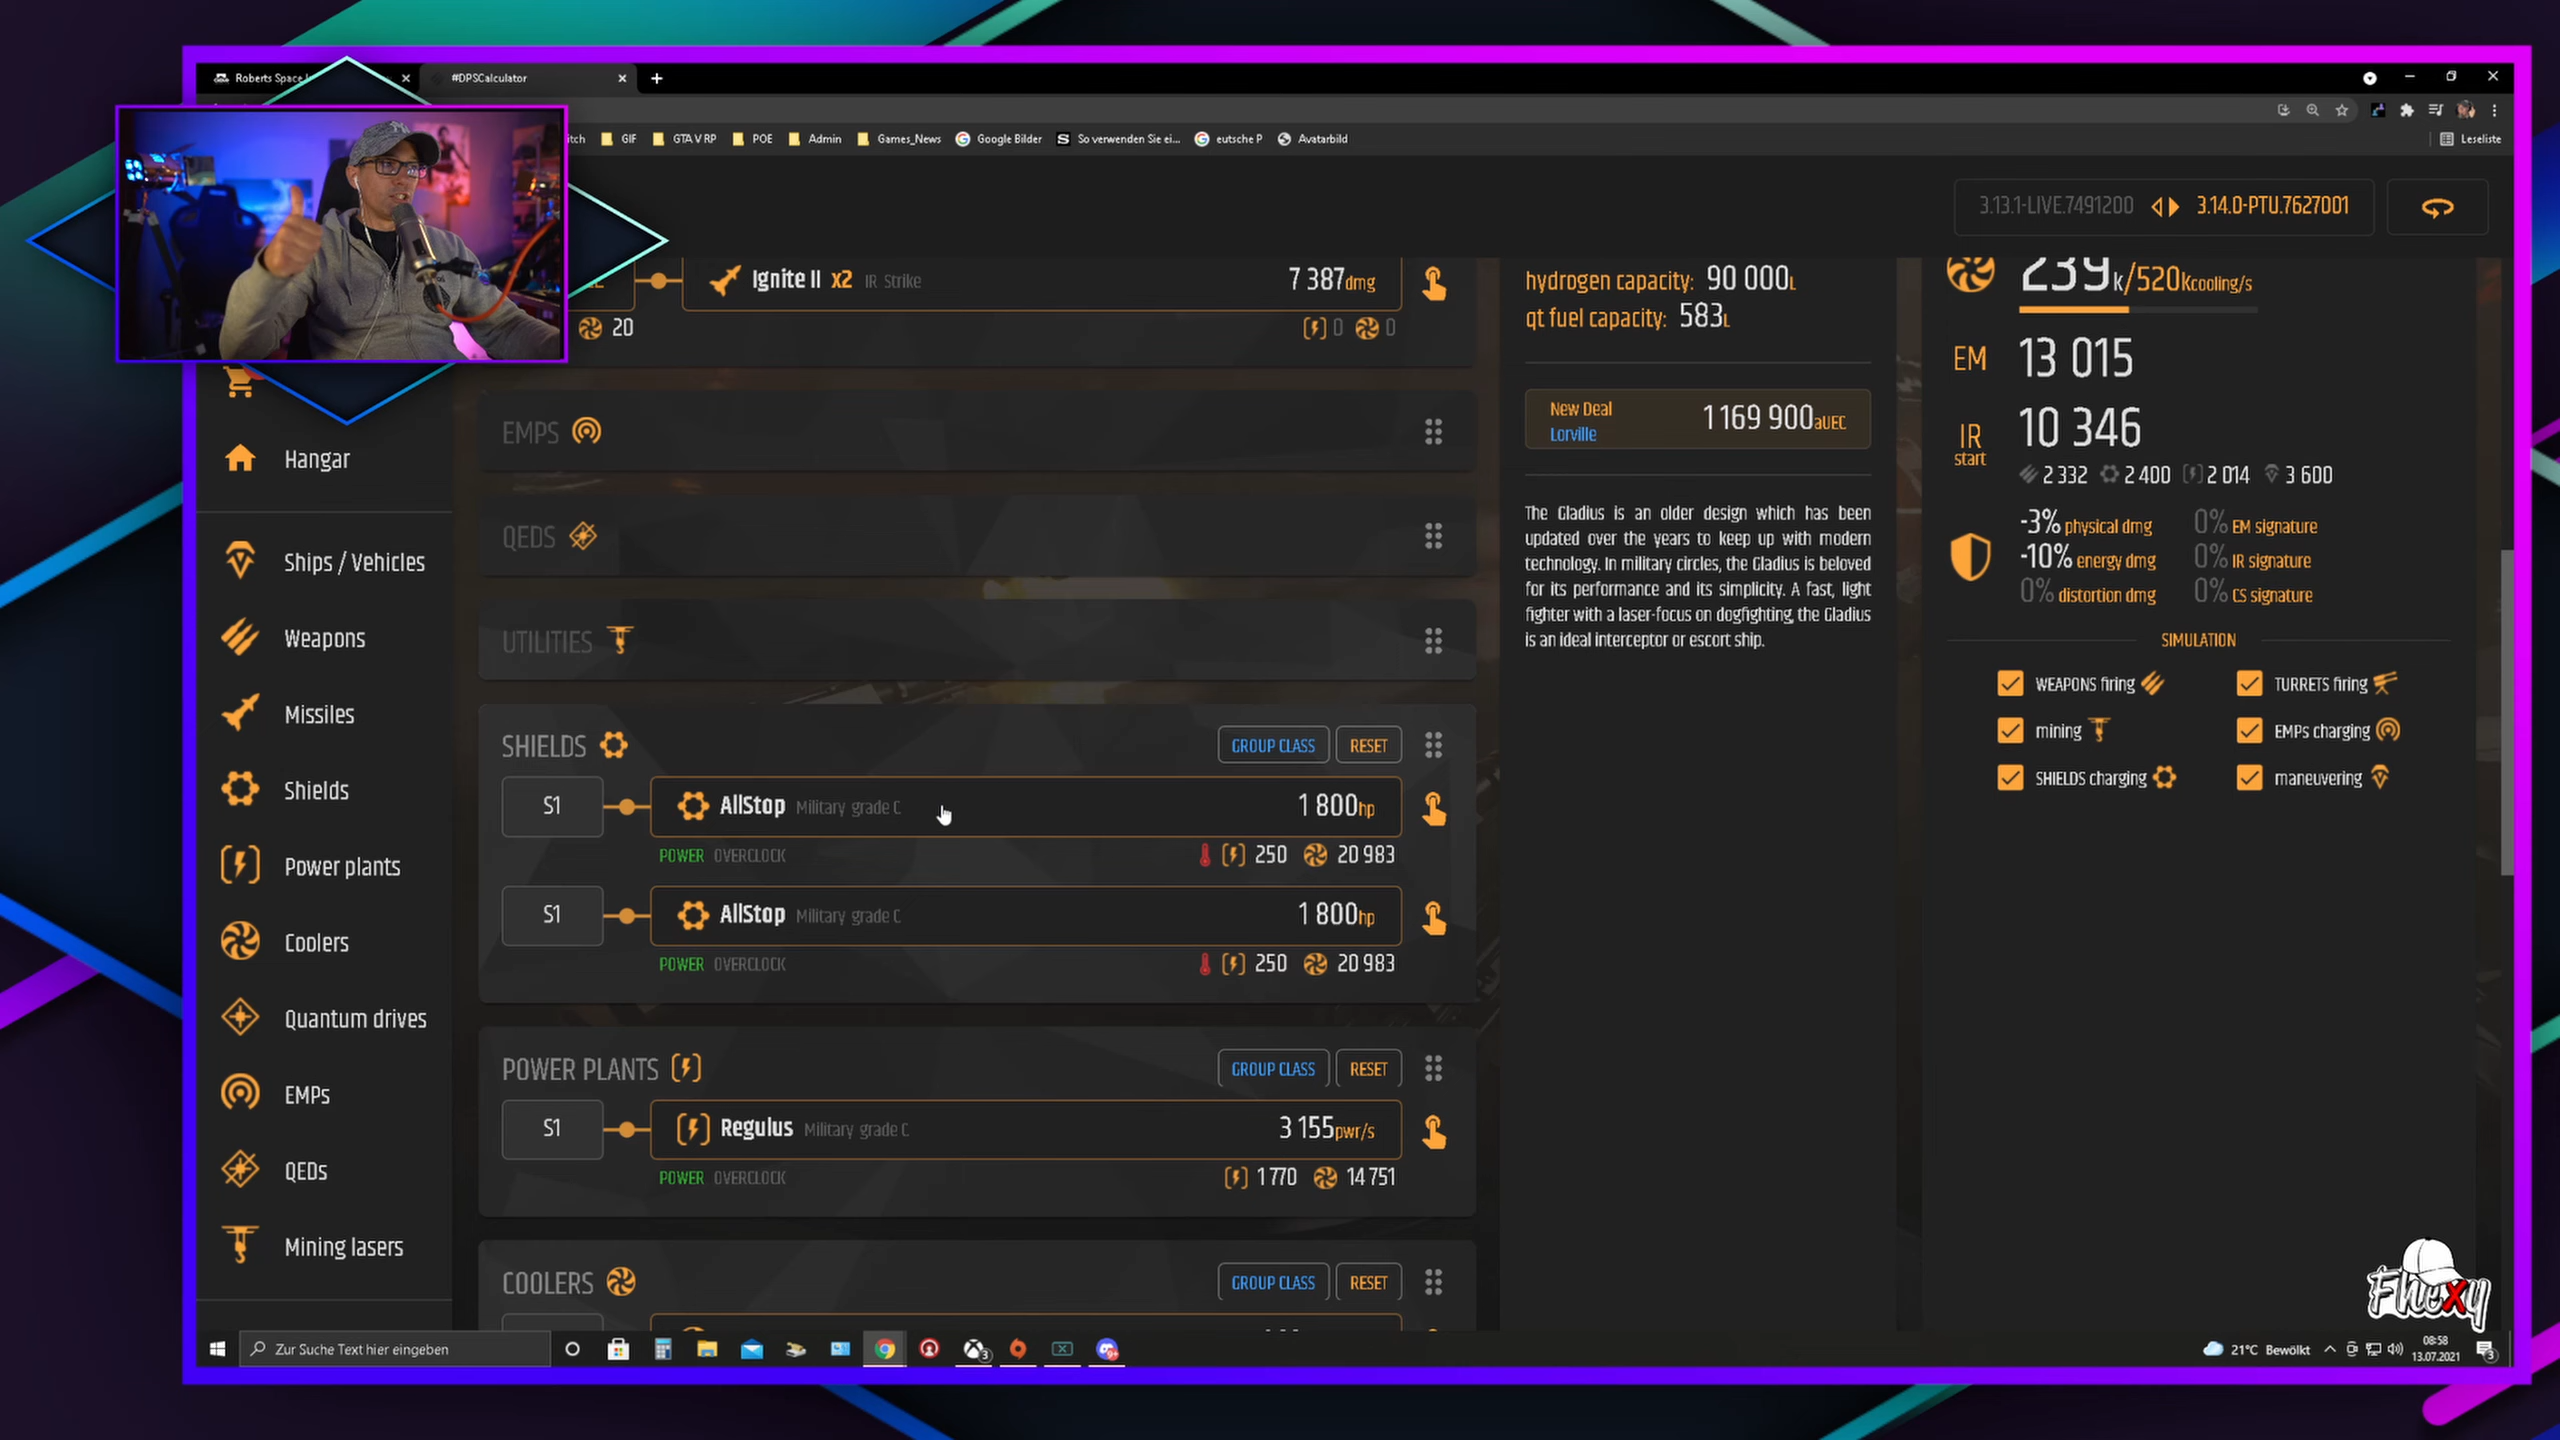 Roberts Space
#DPSCalculator
GIF
GTA V RP
POE
Admin
Games_News
Google Bilder
So verwenden Sie ei...
eutsche P
Avatarbild
Leseliste
3.13.1-LIVE.7491200
3.14.0-PTU.7627001
Hangar
Ships / Vehicles
Weapons
Missiles
Shields
Power plants
Coolers
Quantum drives
EMPs
QEDs
Mining lasers
Ignite II x2 IR Strike 7 387dmg
20 0 0
EMPS
QEDS
UTILITIES
SHIELDS GROUP CLASS RESET
S1 AllStop Military grade C 1 800hp
POWER OVERCLOCK 250 20 983
S1 AllStop Military grade C 1 800hp
POWER OVERCLOCK 250 20 983
POWER PLANTS GROUP CLASS RESET
S1 Regulus Military grade C 3 155pwr/s
POWER OVERCLOCK 1 770 14 751
COOLERS GROUP CLASS RESET
hydrogen capacity: 90 000L
qt fuel capacity: 583L
New Deal
Lorville
1 169 900aUEC
The Gladius is an older design which has been
updated over the years to keep up with modern
technology. In military circles, the Gladius is beloved
for its performance and its simplicity. A fast, light
fighter with a laser-focus on dogfighting, the Gladius
is an ideal interceptor or escort ship.
239k/520kcooling/s
EM 13 015
IR start 10 346
2 332 2 400 2 014 3 600
-3% physical dmg 0% EM signature
-10% energy dmg 0% IR signature
0% distortion dmg 0% CS signature
SIMULATION
WEAPONS firing TURRETS firing
mining EMPs charging
SHIELDS charging maneuvering
Fhexy
Zur Suche Text hier eingeben
21°C Bewölkt
08:58
13.07.2021
3